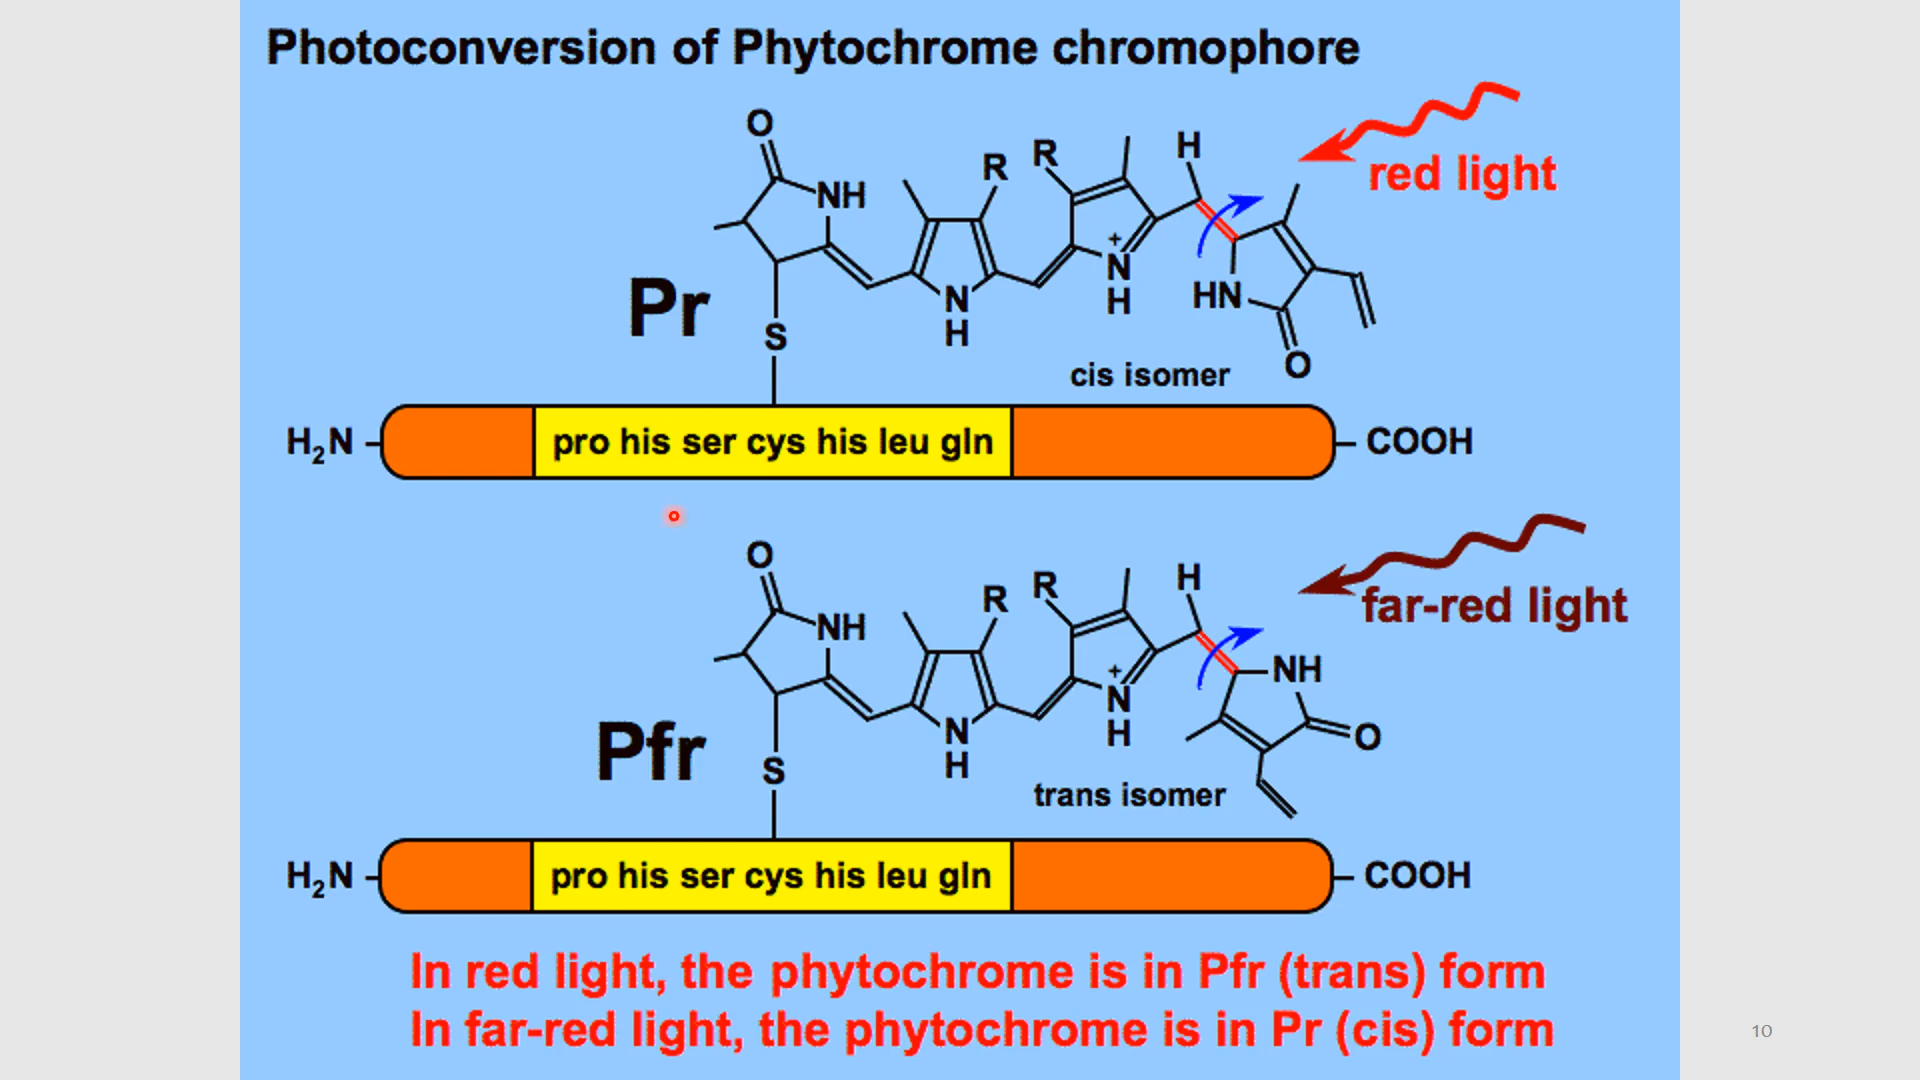 Photoconversion of Phytochrome chromophore
O
NH
R
R
H
red light
+
N
H
N
H
HN
O
Pr
S
cis isomer
H₂N
pro his ser cys his leu gln
COOH
O
NH
R
R
H
far-red light
+
N
H
N
H
NH
O
Pfr
S
trans isomer
H₂N
pro his ser cys his leu gln
COOH
In red light, the phytochrome is in Pfr (trans) form
In far-red light, the phytochrome is in Pr (cis) form
10